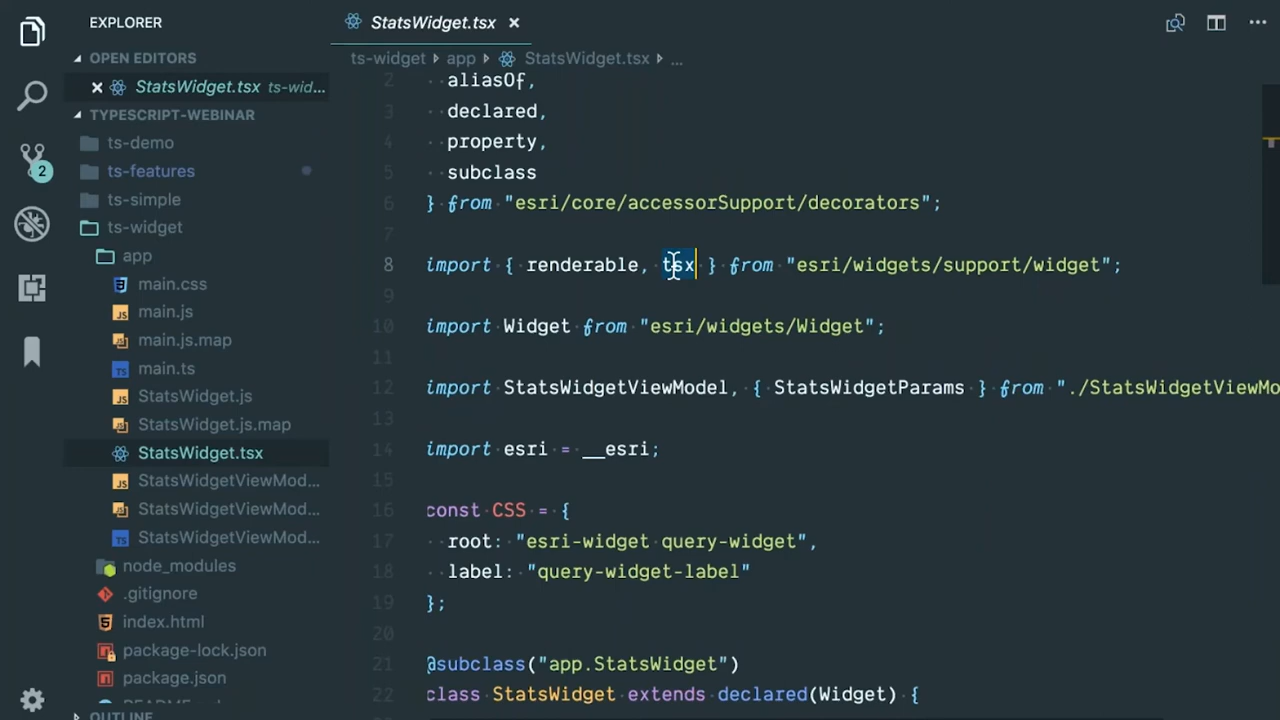 EXPLORER
OPEN EDITORS
StatsWidget.tsx ts-wid...
TYPESCRIPT-WEBINAR
ts-demo
ts-features
ts-simple
ts-widget
app
main.css
main.js
main.js.map
main.ts
StatsWidget.js
StatsWidget.js.map
StatsWidget.tsx
StatsWidgetViewMod...
StatsWidgetViewMod...
StatsWidgetViewMod...
node_modules
.gitignore
index.html
package-lock.json
package.json
OUTLINE
2
StatsWidget.tsx
ts-widget app StatsWidget.tsx ...
2 aliasOf,
3 declared,
4 property,
5 subclass
6 } from "esri/core/accessorSupport/decorators";
7
8 import { renderable, tsx } from "esri/widgets/support/widget";
9
10 import Widget from "esri/widgets/Widget";
11
12 import StatsWidgetViewModel, { StatsWidgetParams } from "./StatsWidgetViewMo
13
14 import esri = __esri;
15
16 const CSS = {
17 root: "esri-widget query-widget",
18 label: "query-widget-label"
19 };
20
21 @subclass("app.StatsWidget")
22 class StatsWidget extends declared(Widget) {